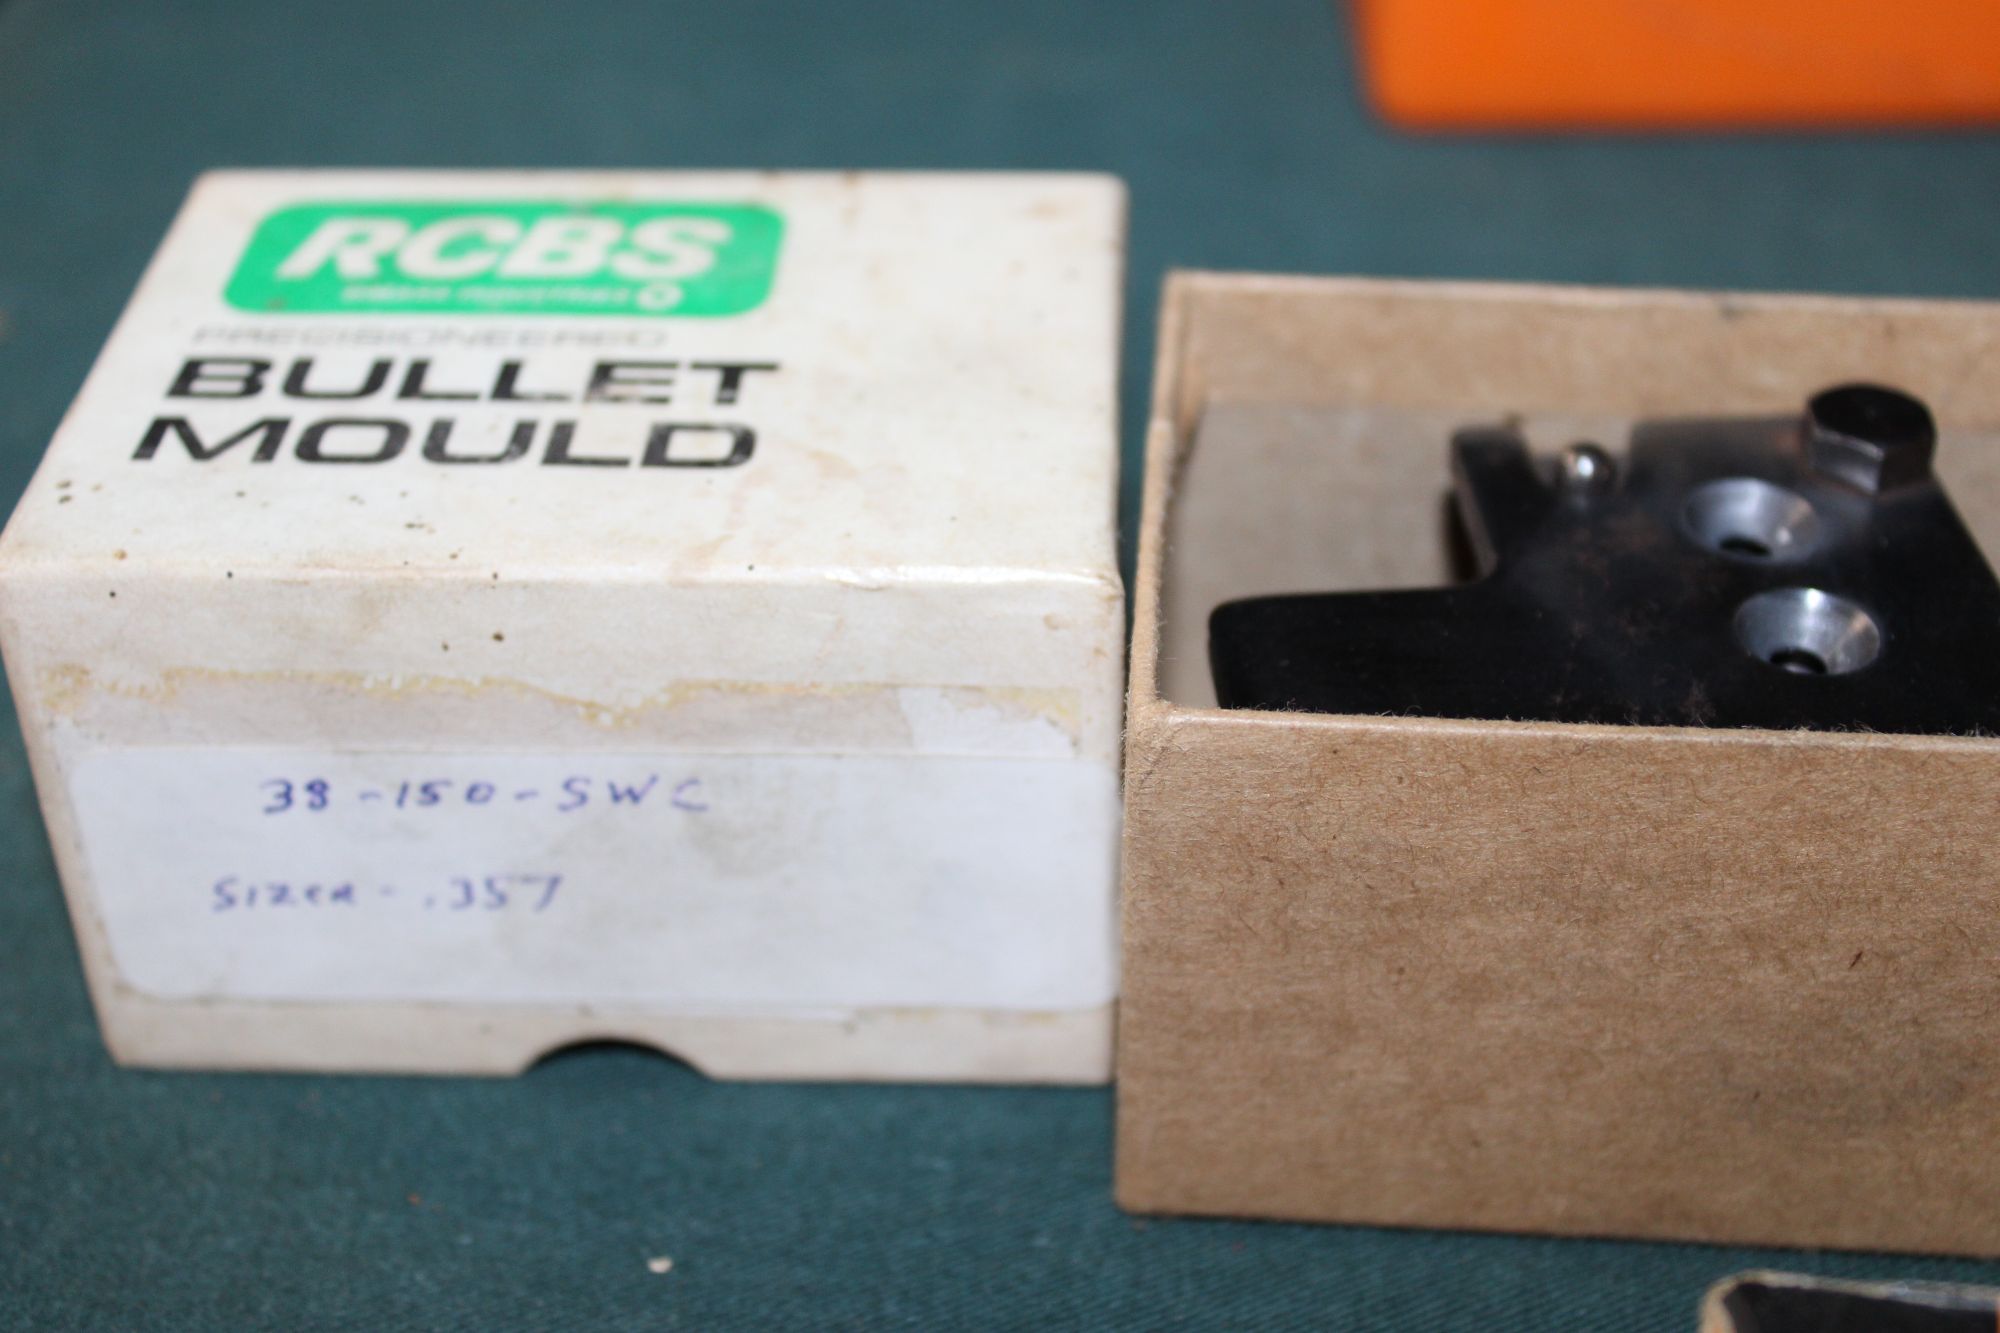 RCBS
PRECISIONEERED
BULLET
MOULD
38-150-SWC
SIZER-.357